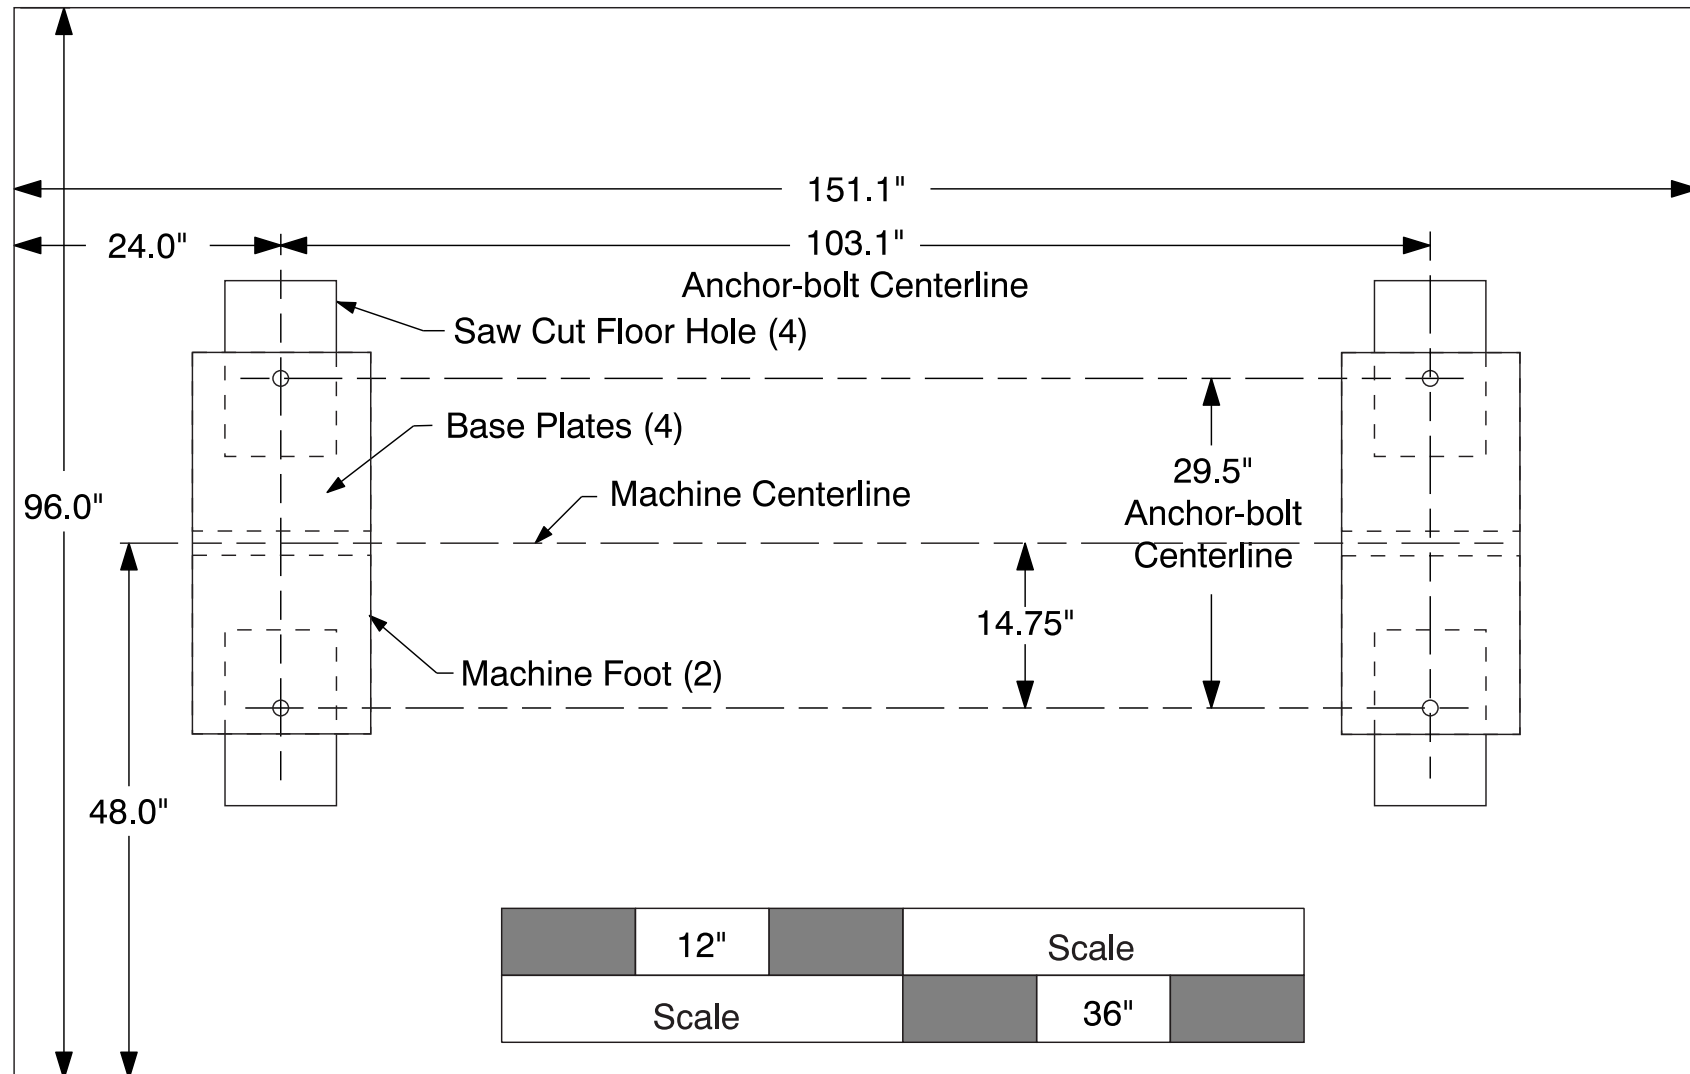 151.1"
24.0"
103.1"
Anchor-bolt Centerline
Saw Cut Floor Hole (4)
Base Plates (4)
29.5"
Anchor-bolt
Centerline
Machine Centerline
96.0"
14.75"
Machine Foot (2)
48.0"
12"
Scale
Scale
36"